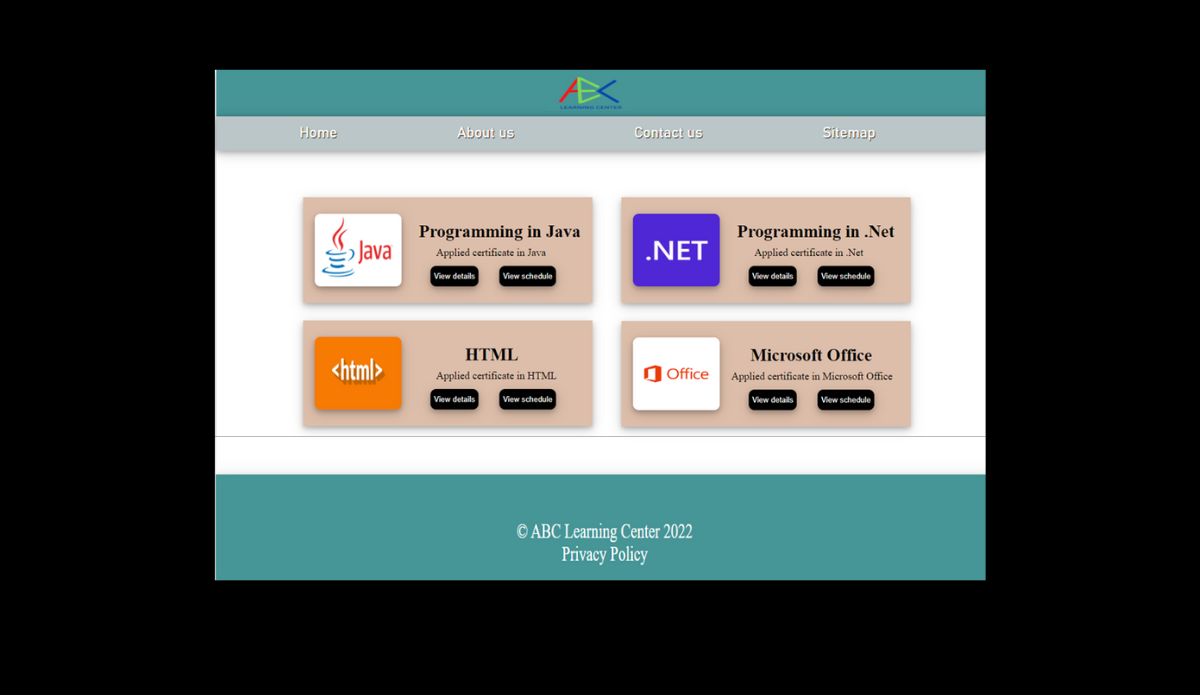 ABC
LEARNING CENTER
Home About us Contact us Sitemap
Java
Programming in Java
Applied certificate in Java
View details View schedule
.NET
Programming in .Net
Applied certificate in .Net
View details View schedule
<html>
HTML
Applied certificate in HTML
View details View schedule
Office
Microsoft Office
Applied certificate in Microsoft Office
View details View schedule
© ABC Learning Center 2022
Privacy Policy